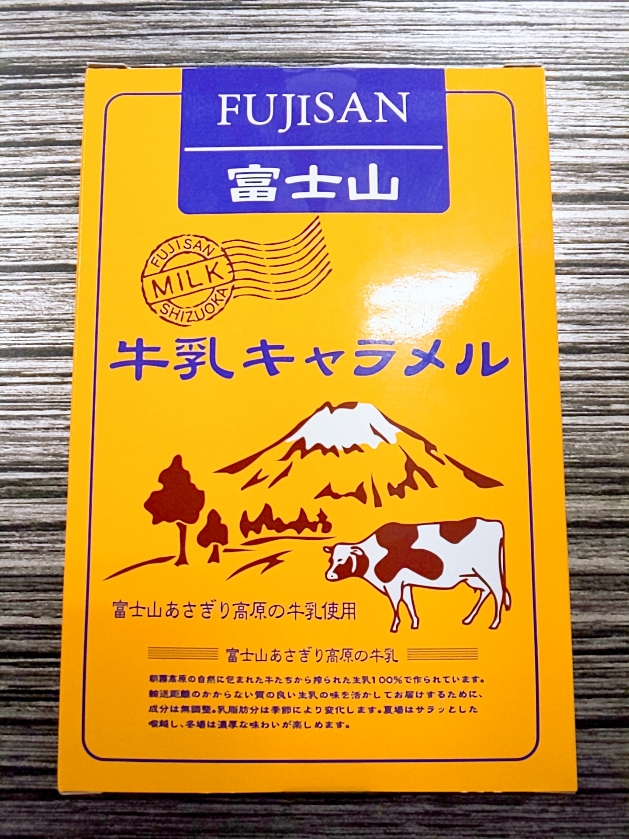 FUJISAN
富士山
FUJISAN
MILK
SHIZUOKA
牛乳キャラメル
富士山あさぎり高原の牛乳使用
富士山あさぎり高原の牛乳
朝霧高原の自然に包まれた牛たちから搾られた生乳100%で作られています。
輸送距離のかからない質の良い生乳の味を活かしてお届けするために、
成分は無調整。乳脂肪分は季節により変化します。夏場はサラッとした
喉越し、冬場は濃厚な味わいが楽しめます。